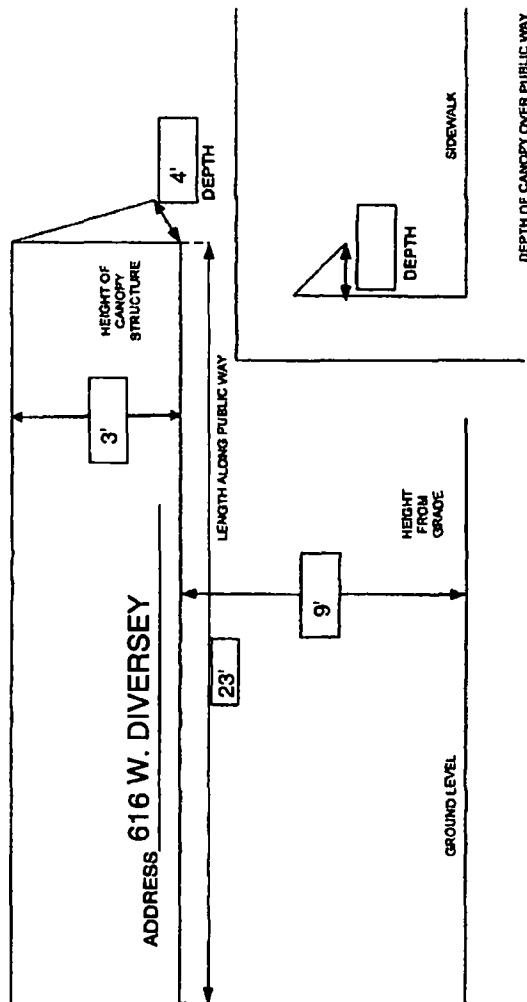 4'
DEPTH
HEIGHT OF
CANOPY
STRUCTURE
3'
ADDRESS 616 W. DIVERSEY
LENGTH ALONG PUBLIC WAY
23'
9'
HEIGHT
FROM
GRADE
GROUND LEVEL
DEPTH
SIDEWALK
DEPTH OF CANOPY OVER PUBLIC WAY